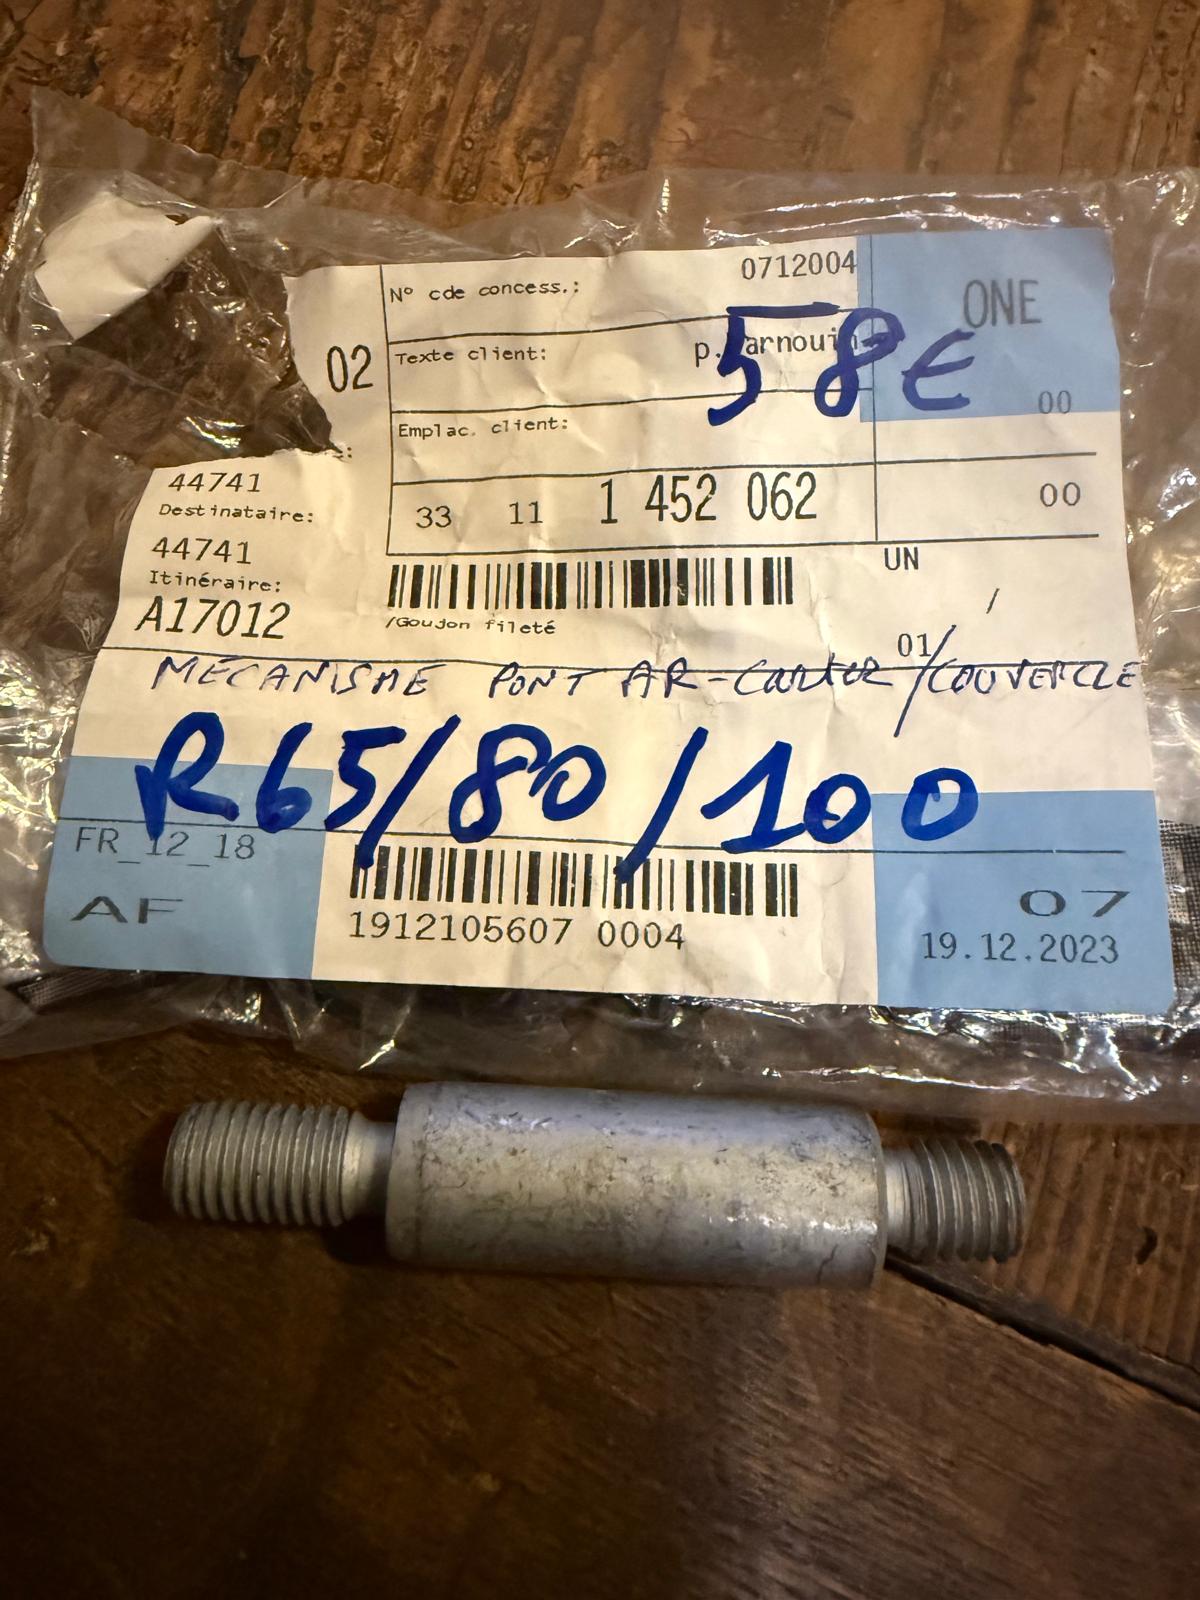 N° cde concess.: 0712004
ONE
02
Texte client: p.
58€
00
Emplac. client:
44741
33 11 1 452 062
00
Destinataire:
44741
UN
Itinéraire:
/Goujon fileté
/
A17012
01/
MÉCANISME PONT AR-CARTER/COUVERCLE
R65/80/100
FR_12_18
AF
07
1912105607 0004
19.12.2023